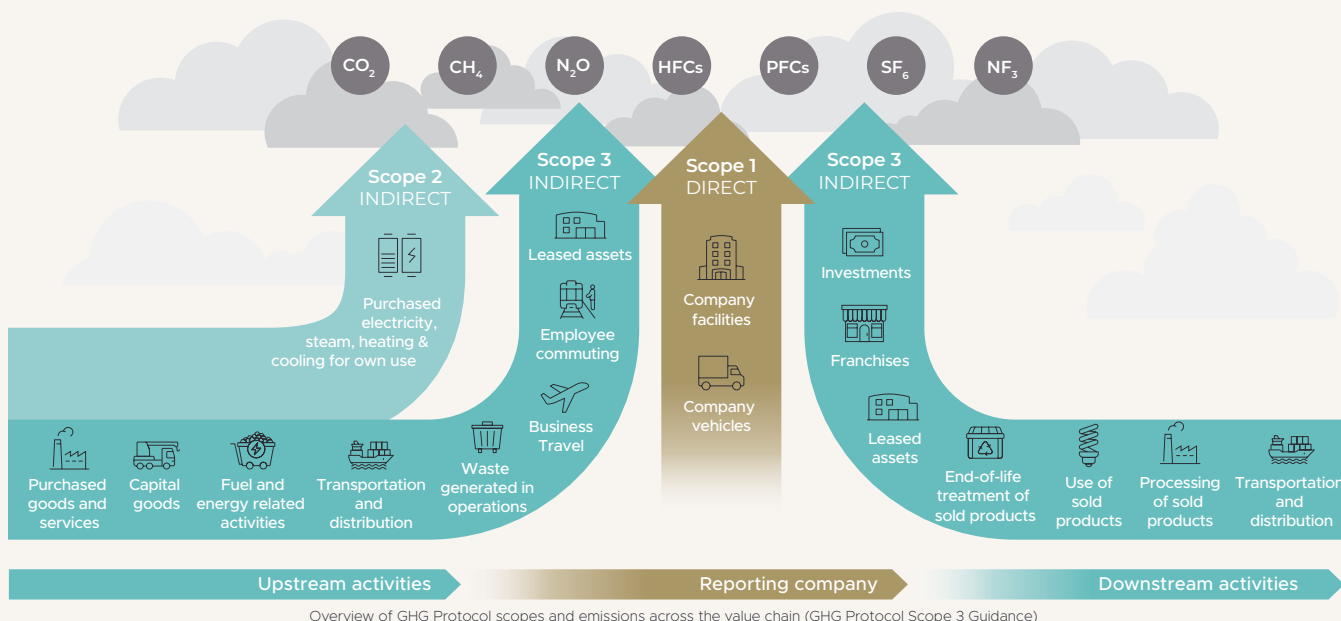 CO₂
CH₄
N₂O
HFCs
PFCs
SF₆
NF₃
Scope 2
INDIRECT
Purchased
electricity,
steam, heating &
cooling for own use
Scope 3
INDIRECT
Leased assets
Employee
commuting
Business
Travel
Waste
generated in
operations
Transportation
and
distribution
Fuel and
energy related
activities
Capital
goods
Purchased
goods and
services
Scope 1
DIRECT
Company
facilities
Company
vehicles
Scope 3
INDIRECT
Investments
Franchises
Leased
assets
End-of-life
treatment of
sold products
Use of
sold
products
Processing
of sold
products
Transportation
and
distribution
Upstream activities
Reporting company
Downstream activities
Overview of GHG Protocol scopes and emissions across the value chain (GHG Protocol Scope 3 Guidance)